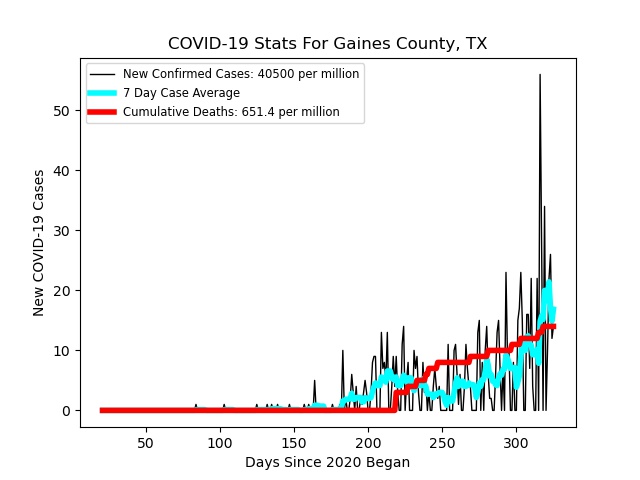 COVID-19 Stats For Gaines County, TX
New Confirmed Cases: 40500 per million
7 Day Case Average
Cumulative Deaths: 651.4 per million
New COVID-19 Cases
50
40
30
20
10
0
50 100 150 200 250 300
Days Since 2020 Began